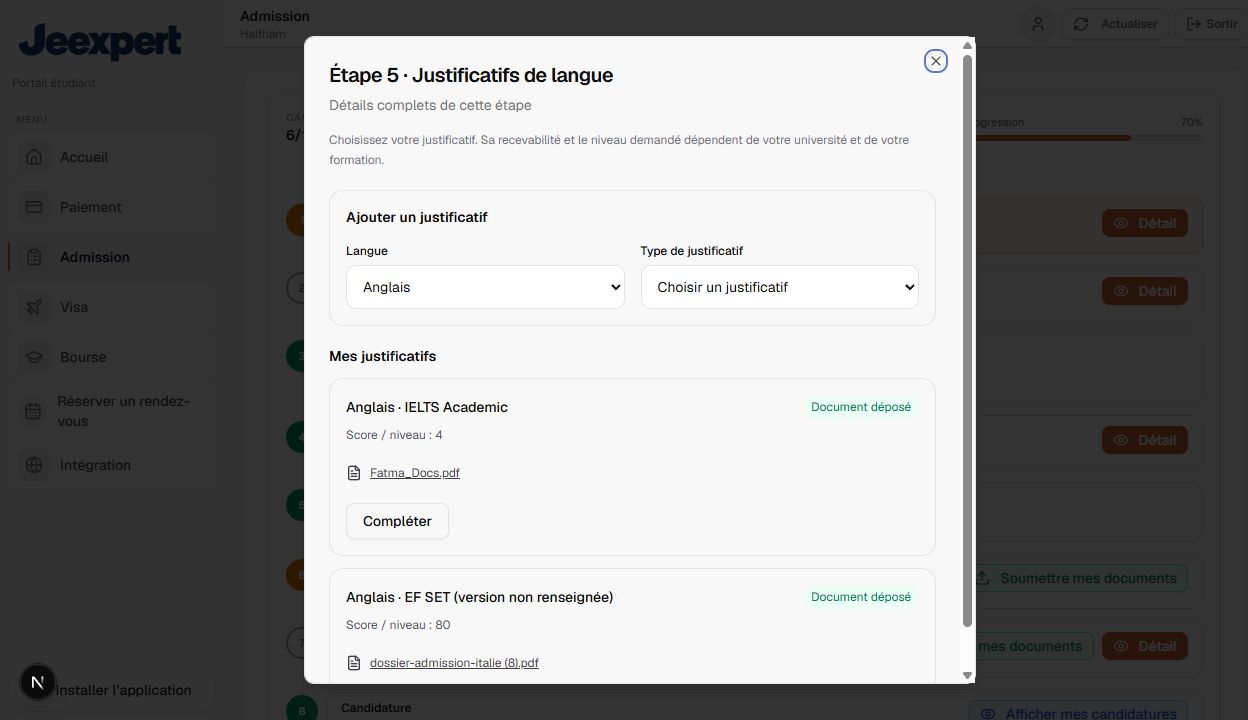 Jeexpert
Portail étudiant
MENU
Accueil
Paiement
Admission
Visa
Bourse
Réserver un rendez-
vous
Intégration
N
Installer l'application
Admission
Haitham
Actualiser
Sortir
70%
Étape 5 · Justificatifs de langue
Détails complets de cette étape
Choisissez votre justificatif. Sa recevabilité et le niveau demandé dépendent de votre université et de votre
formation.
Ajouter un justificatif
Langue
Type de justificatif
Anglais
Choisir un justificatif
Mes justificatifs
Anglais · IELTS Academic
Document déposé
Score / niveau : 4
Fatma_Docs.pdf
Compléter
Anglais · EF SET (version non renseignée)
Document déposé
Score / niveau : 80
dossier-admission-italie (8).pdf
Détail
Détail
Détail
Soumettre mes documents
mes documents
Détail
8
Candidature
Afficher mes candidatures